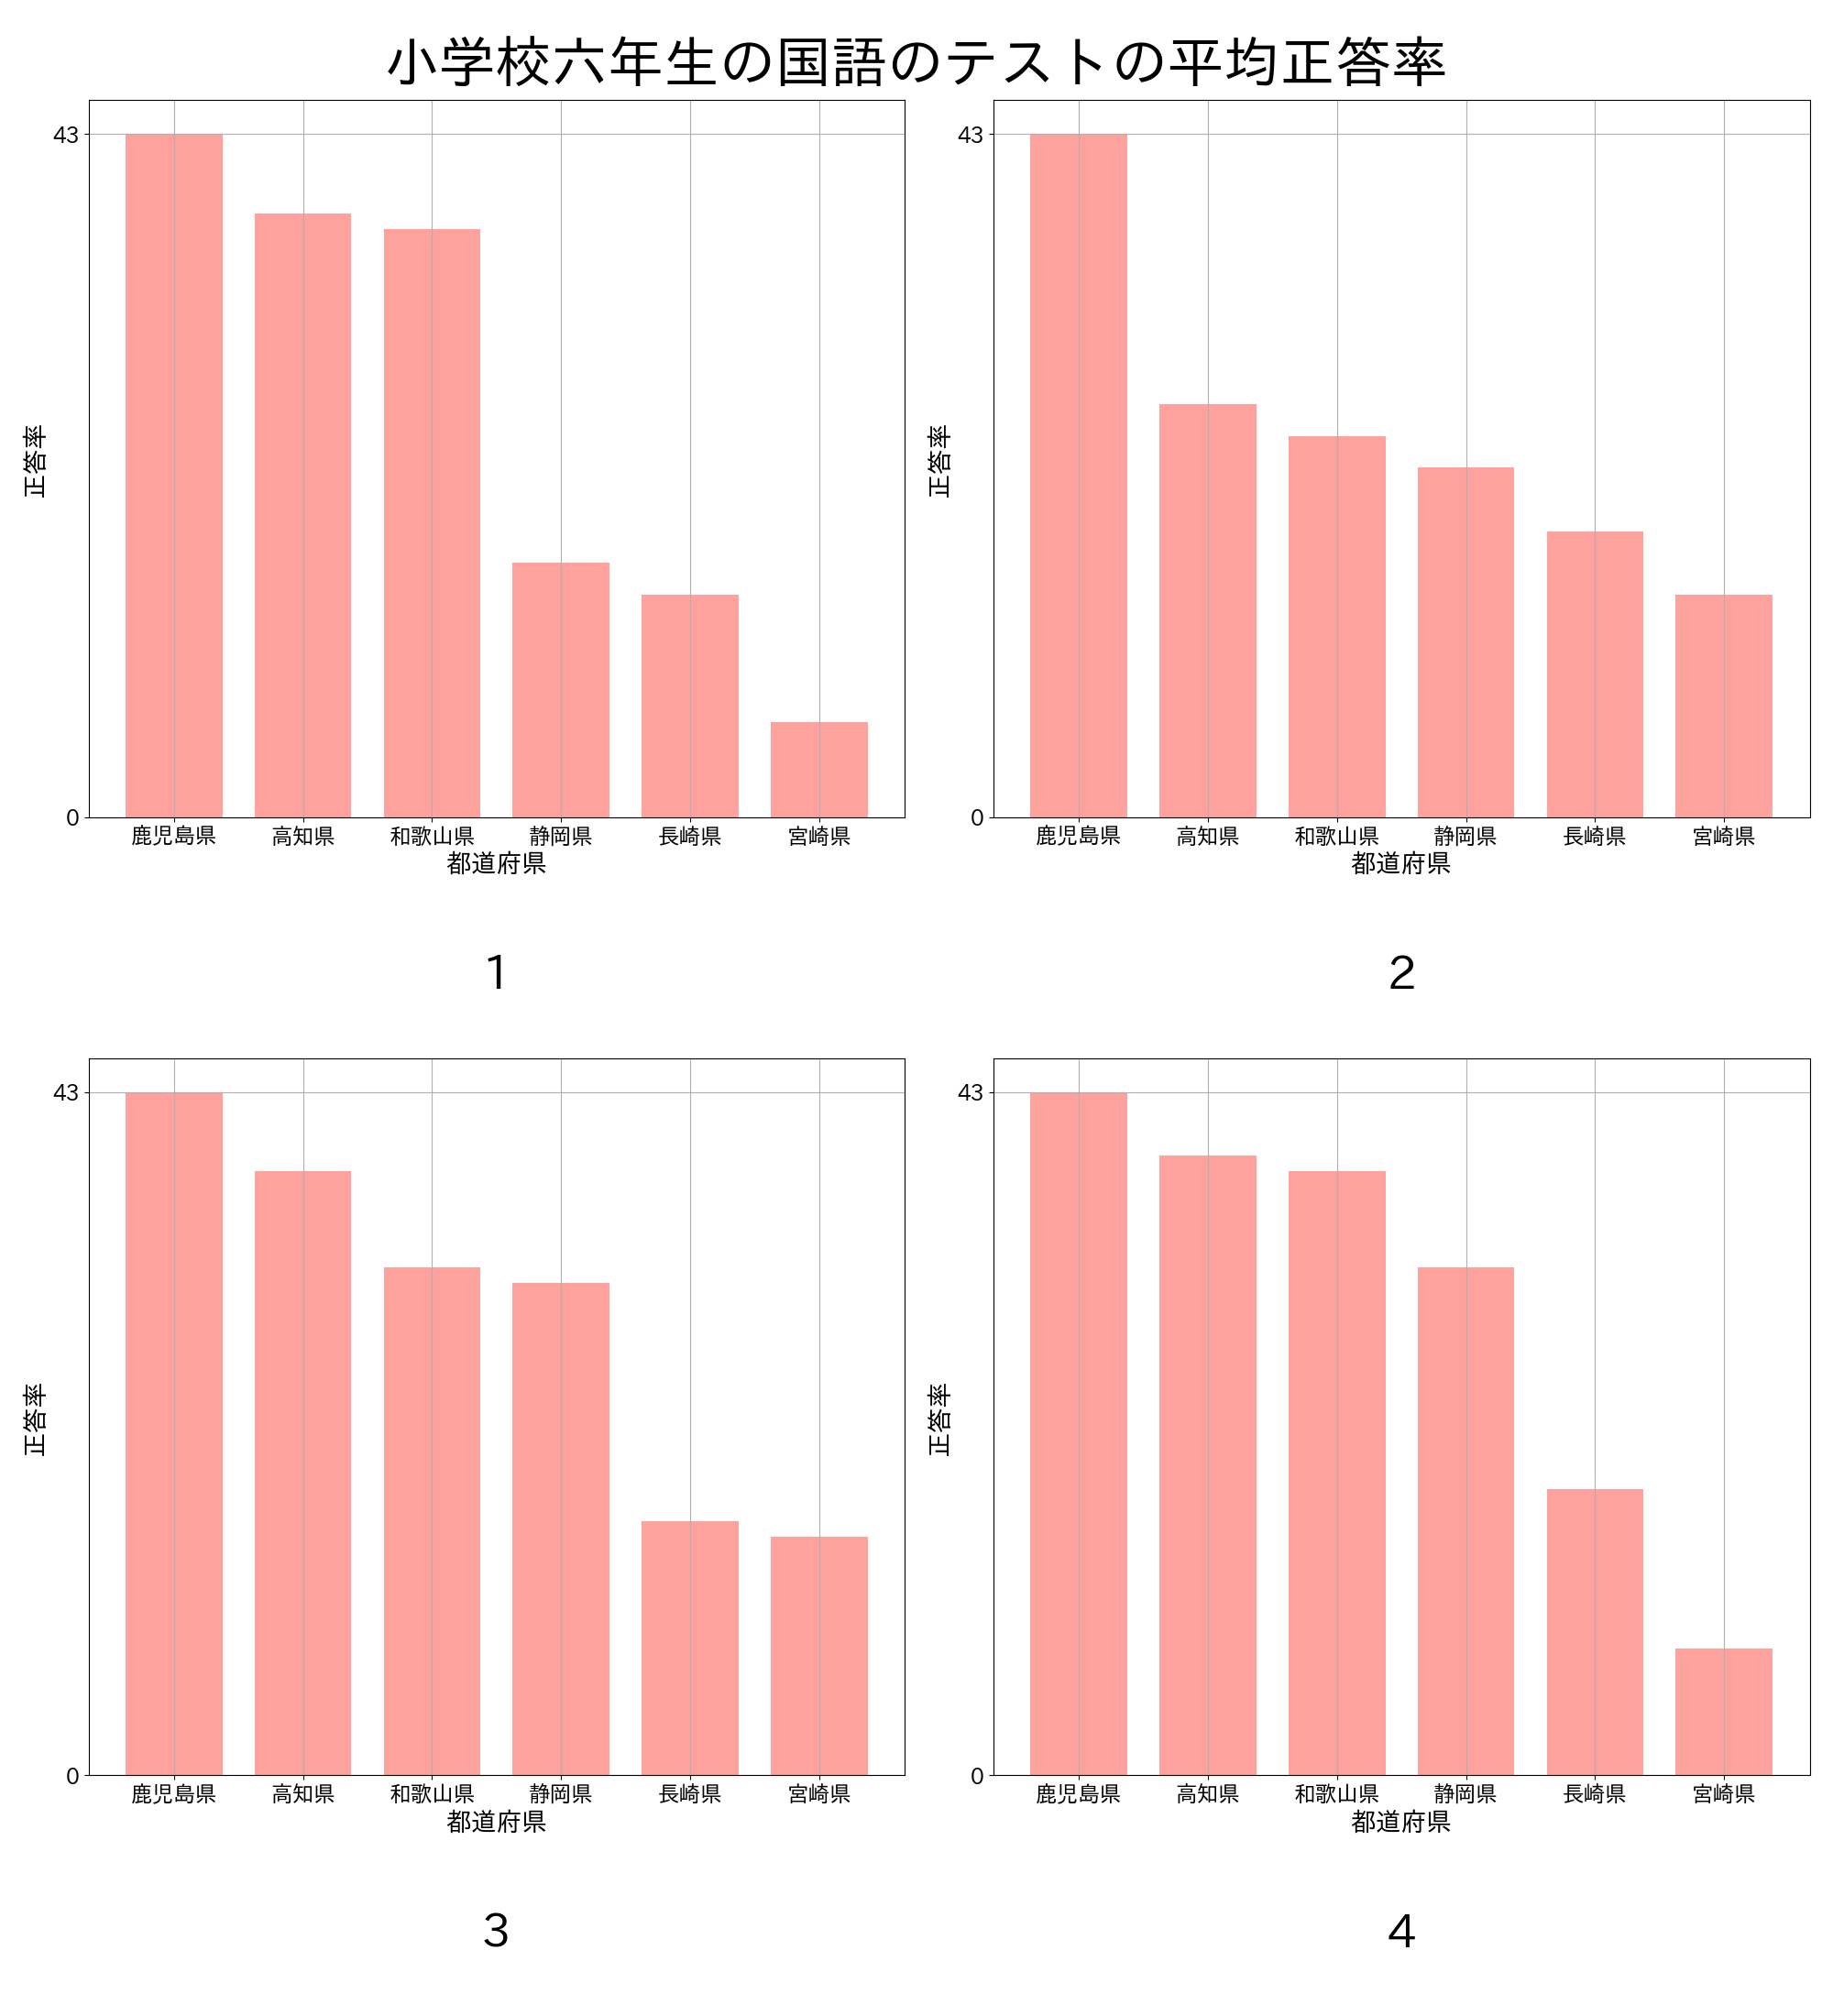 小学校六年生の国語のテストの平均正答率
43
0
正答率
鹿児島県 高知県 和歌山県 静岡県 長崎県 宮崎県
都道府県
1
43
0
正答率
鹿児島県 高知県 和歌山県 静岡県 長崎県 宮崎県
都道府県
2
43
0
正答率
鹿児島県 高知県 和歌山県 静岡県 長崎県 宮崎県
都道府県
3
43
0
正答率
鹿児島県 高知県 和歌山県 静岡県 長崎県 宮崎県
都道府県
4